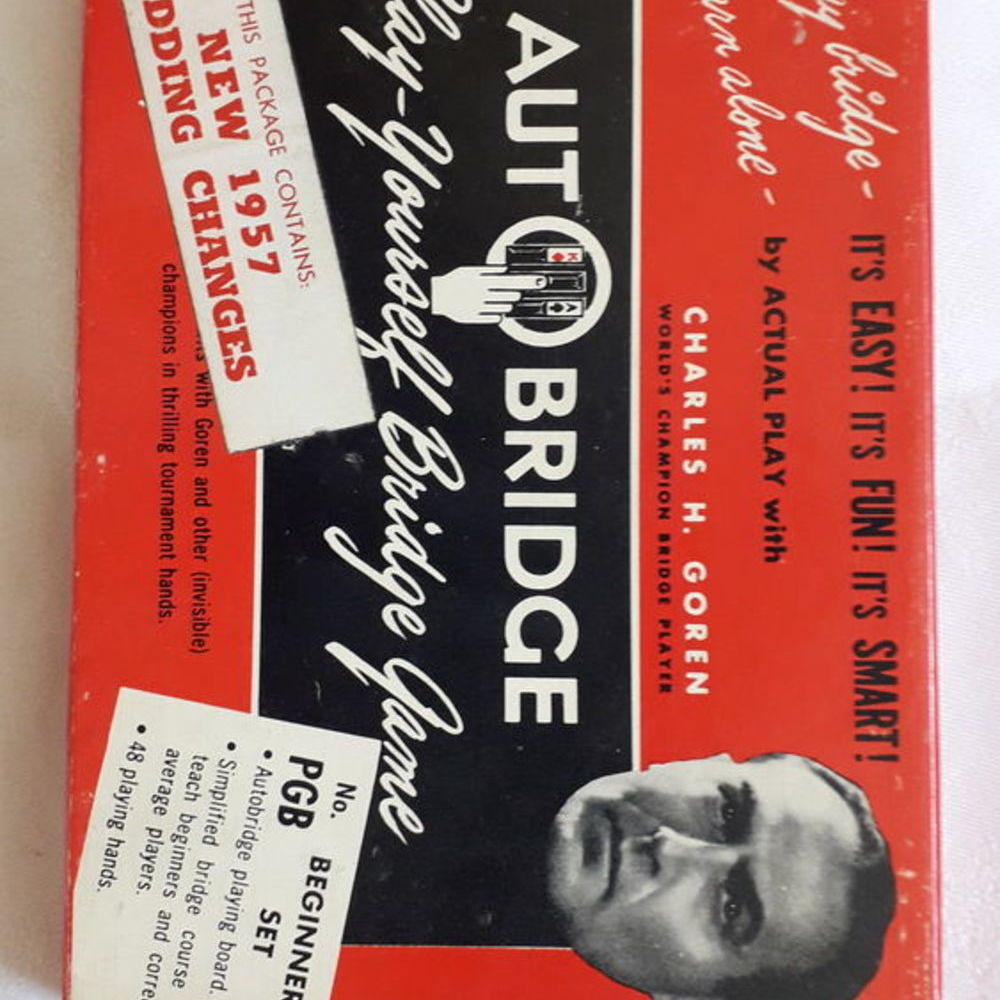 bridge - IT'S EASY! IT'S FUN! IT'S SMART!
alone - by ACTUAL PLAY with
CHARLES H. GOREN
WORLD'S CHAMPION BRIDGE PLAYER
AUTOBRIDGE
K
A
lay-Yourself Bridge Game
THIS PACKAGE CONTAINS:
NEW 1957
DDING CHANGES
with Goren and other (invisible)
champions in thrilling tournament hands.
No.
PGB BEGINNER
SET
• Autobridge playing board.
• Simplified bridge course
teach beginners and corre
average players.
• 48 playing hands.